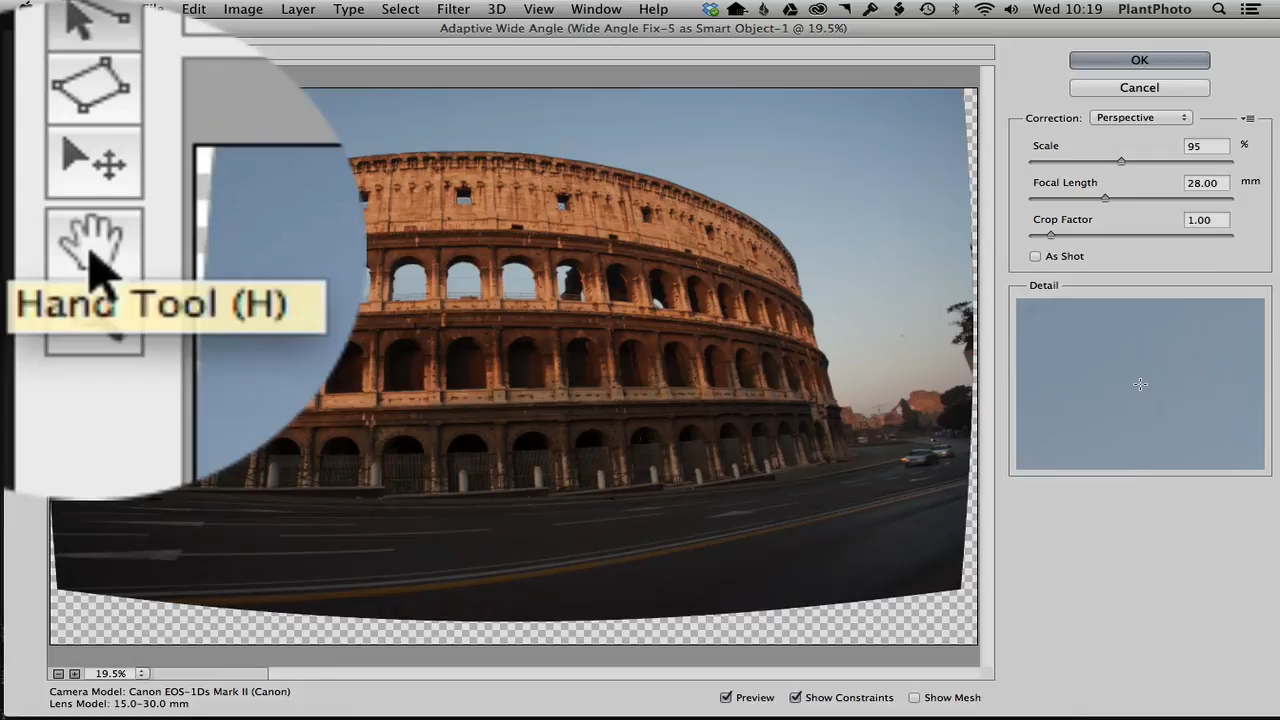 File Edit Image Layer Type Select Filter 3D View Window Help Wed 10:19 PlantPhoto
Adaptive Wide Angle (Wide Angle Fix-5 as Smart Object-1 @ 19.5%)
OK
Cancel
Correction: Perspective
Scale 95 %
Focal Length 28.00 mm
Crop Factor 1.00
As Shot
Detail
Hand Tool (H)
19.5%
Camera Model: Canon EOS-1Ds Mark II (Canon)
Lens Model: 15.0-30.0 mm
Preview Show Constraints Show Mesh